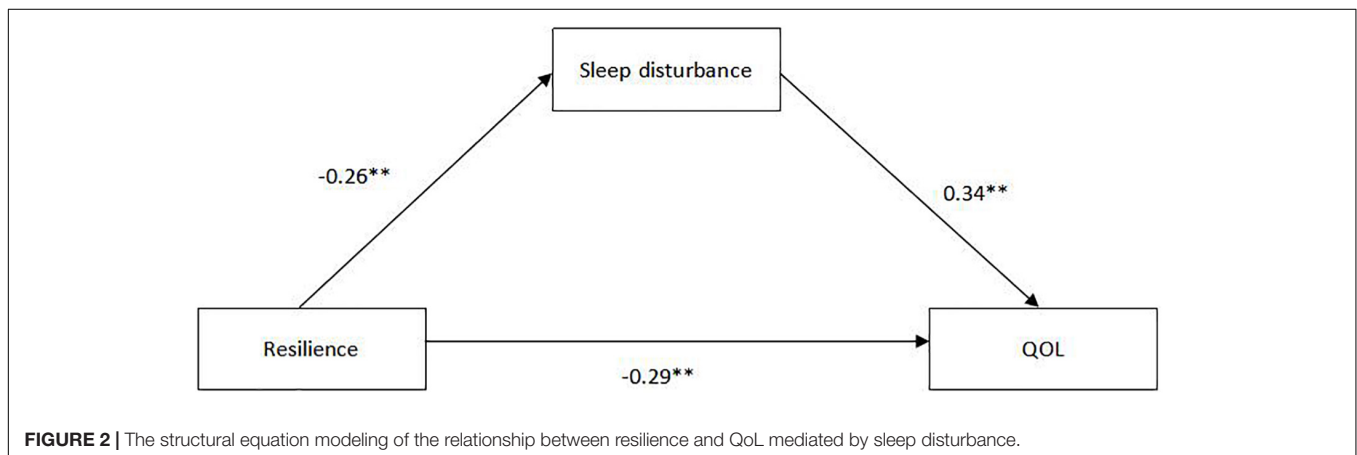 Sleep disturbance
-0.26**
0.34**
Resilience
QOL
-0.29**
FIGURE 2 | The structural equation modeling of the relationship between resilience and QoL mediated by sleep disturbance.